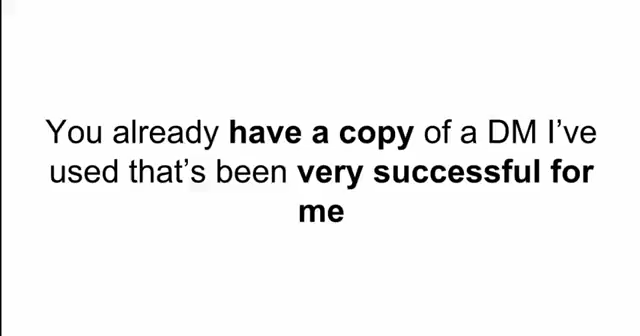 You already have a copy of a DM I’ve
used that’s been very successful for
me